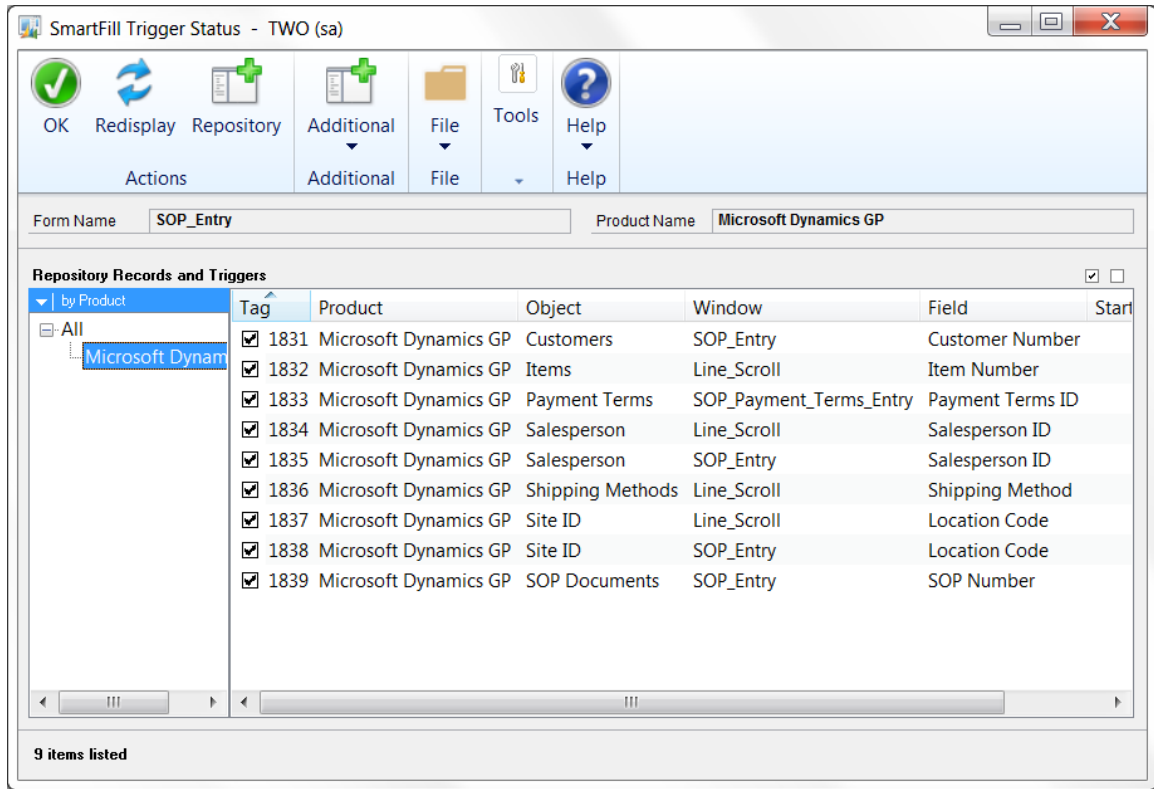 SmartFill Trigger Status - TWO (sa)
OK Redisplay Repository Additional File Tools Help
Actions Additional File Help
Form Name SOP_Entry Product Name Microsoft Dynamics GP
Repository Records and Triggers
by Product Tag Product Object Window Field Start
All
Microsoft Dynam
1831 Microsoft Dynamics GP Customers SOP_Entry Customer Number
1832 Microsoft Dynamics GP Items Line_Scroll Item Number
1833 Microsoft Dynamics GP Payment Terms SOP_Payment_Terms_Entry Payment Terms ID
1834 Microsoft Dynamics GP Salesperson Line_Scroll Salesperson ID
1835 Microsoft Dynamics GP Salesperson SOP_Entry Salesperson ID
1836 Microsoft Dynamics GP Shipping Methods Line_Scroll Shipping Method
1837 Microsoft Dynamics GP Site ID Line_Scroll Location Code
1838 Microsoft Dynamics GP Site ID SOP_Entry Location Code
1839 Microsoft Dynamics GP SOP Documents SOP_Entry SOP Number
9 items listed